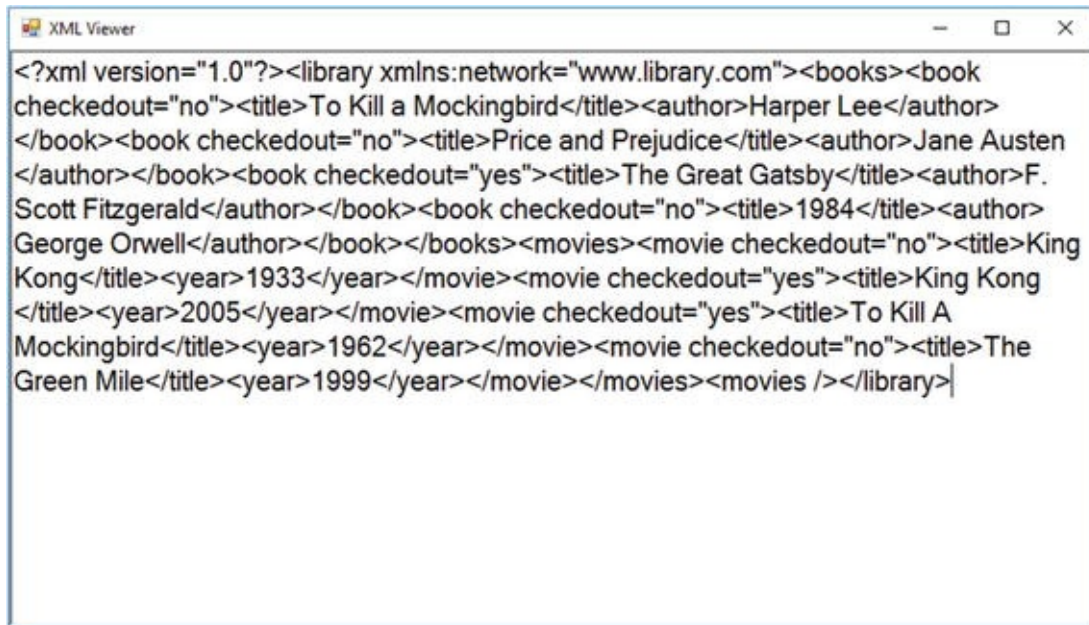 XML Viewer
<?xml version="1.0"?><library xmlns:network="www.library.com"><books><book
checkedout="no"><title>To Kill a Mockingbird</title><author>Harper Lee</author>
</book><book checkedout="no"><title>Price and Prejudice</title><author>Jane Austen
</author></book><book checkedout="yes"><title>The Great Gatsby</title><author>F.
Scott Fitzgerald</author></book><book checkedout="no"><title>1984</title><author>
George Orwell</author></book></books><movies><movie checkedout="no"><title>King
Kong</title><year>1933</year></movie><movie checkedout="yes"><title>King Kong
</title><year>2005</year></movie><movie checkedout="yes"><title>To Kill A
Mockingbird</title><year>1962</year></movie><movie checkedout="no"><title>The
Green Mile</title><year>1999</year></movie></movies><movies /></library>